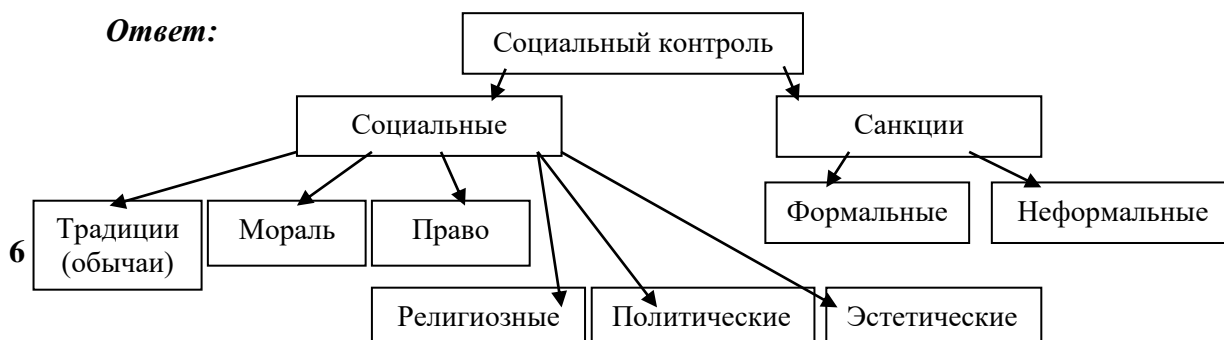 Ответ:
Социальный контроль
Социальные
Санкции
Традиции
(обычаи)
Мораль
Право
Формальные
Неформальные
6
Религиозные
Политические
Эстетические